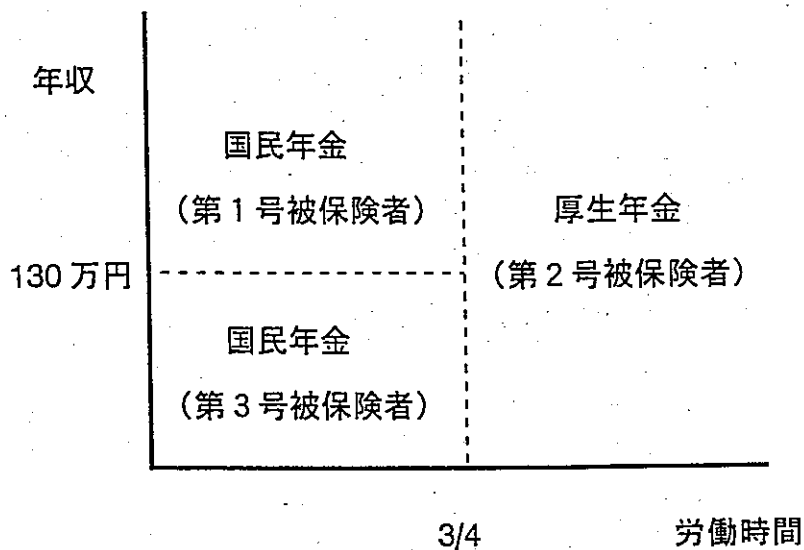 年収
国民年金
（第1号被保険者）
厚生年金
（第2号被保険者）
130万円
国民年金
（第3号被保険者）
3/4
労働時間